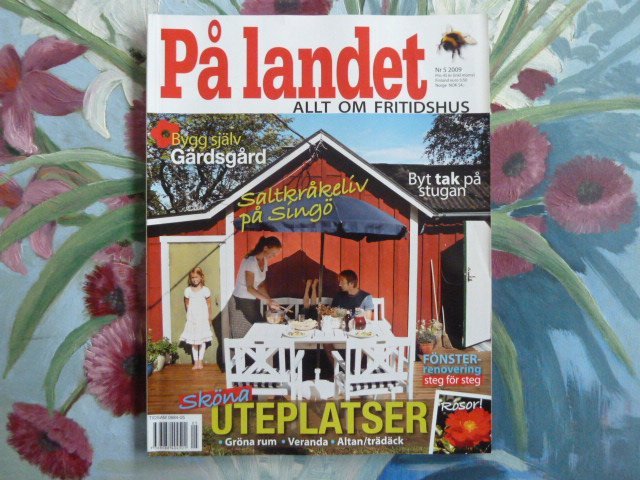 På landet
Nr 5 2009
ALLT OM FRITIDSHUS
Bygg själv
Gärdsgård
Byt tak på
stugan
Saltkråkeliv
på Singö
FÖNSTER-
renovering
steg för steg
Sköna
UTEPLATSER
• Gröna rum • Veranda • Altan/trädäck
Rosor!